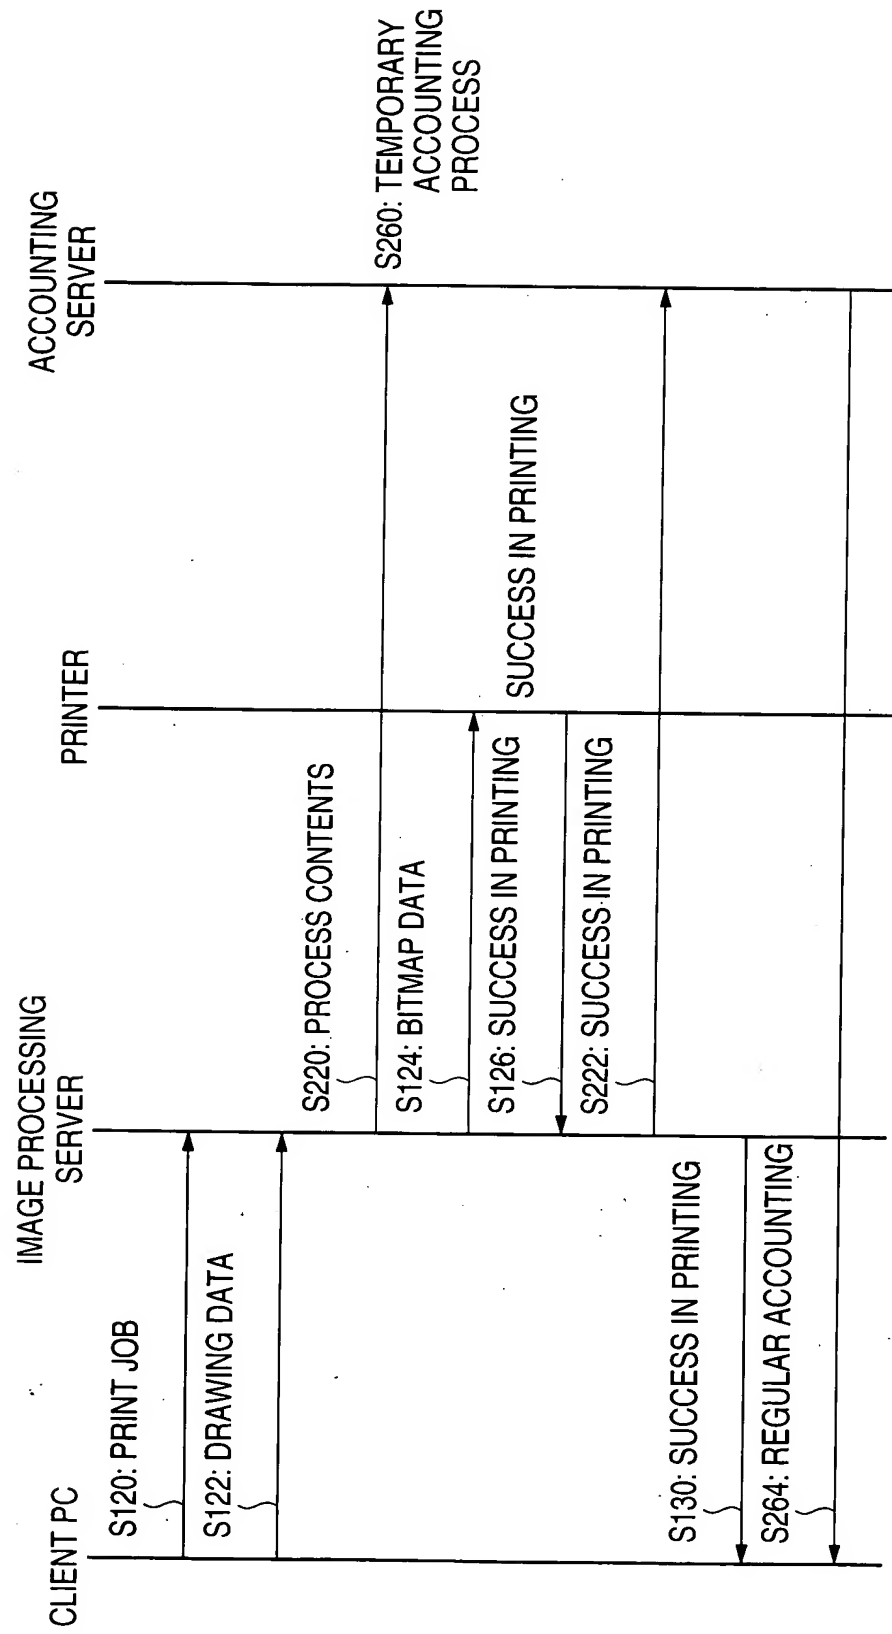 CLIENT PC
IMAGE PROCESSING
SERVER
PRINTER
ACCOUNTING
SERVER
S120: PRINT JOB
S122: DRAWING DATA
S220: PROCESS CONTENTS
S260: TEMPORARY
ACCOUNTING
PROCESS
S124: BITMAP DATA
SUCCESS IN PRINTING
S126: SUCCESS IN PRINTING
S222: SUCCESS IN PRINTING
S130: SUCCESS IN PRINTING
S264: REGULAR ACCOUNTING